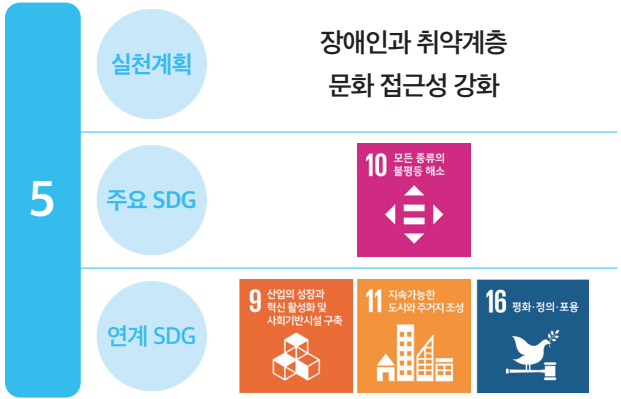 5
실천계획
장애인과 취약계층
문화 접근성 강화
주요 SDG
10 모든 종류의
불평등 해소
연계 SDG
9 산업의 성장과
혁신 활성화 및
사회기반시설 구축
11 지속가능한
도시와 주거지 조성
16 평화·정의·포용